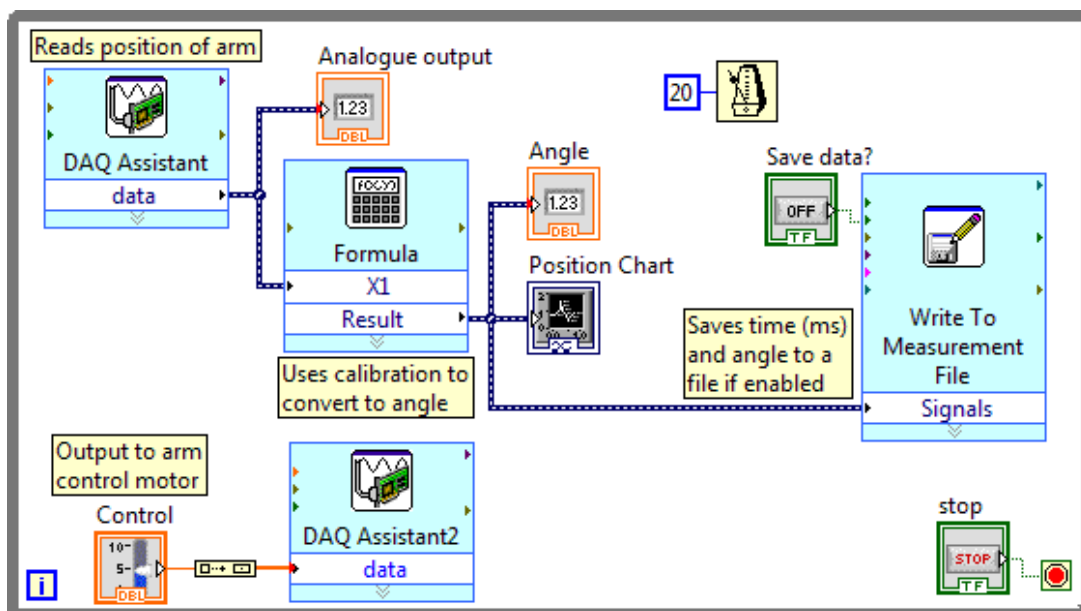 Reads position of arm
DAQ Assistant
data
Analogue output
1.23
DBL
f(X,Y)
Formula
X1
Result
Uses calibration to
convert to angle
Angle
1.23
DBL
Position Chart
20
Save data?
OFF
TF
Write To
Measurement
File
Signals
Saves time (ms)
and angle to a
file if enabled
Output to arm
control motor
Control
10-
5-
DBL
DAQ Assistant2
data
stop
STOP
TF
i